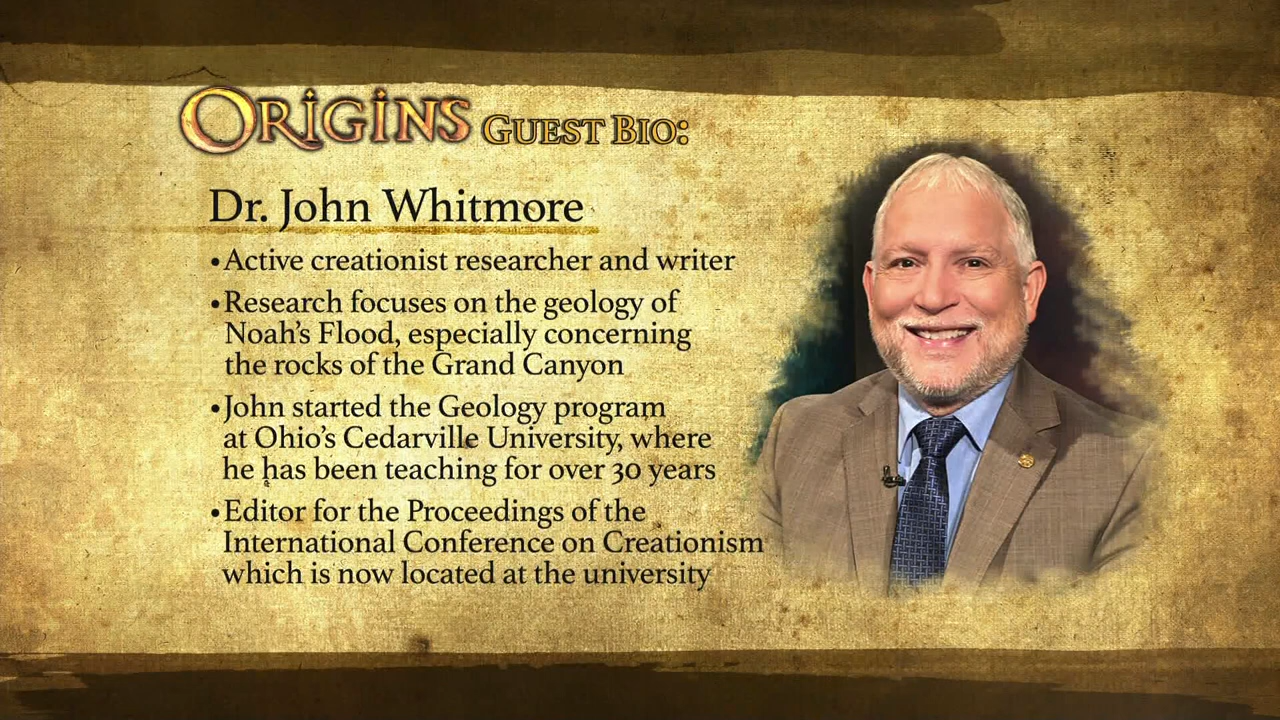 ORIGINS GUEST BIO:
Dr. John Whitmore
•Active creationist researcher and writer
•Research focuses on the geology of
Noah's Flood, especially concerning
the rocks of the Grand Canyon
•John started the Geology program
at Ohio's Cedarville University, where
he has been teaching for over 30 years
•Editor for the Proceedings of the
International Conference on Creationism
which is now located at the university